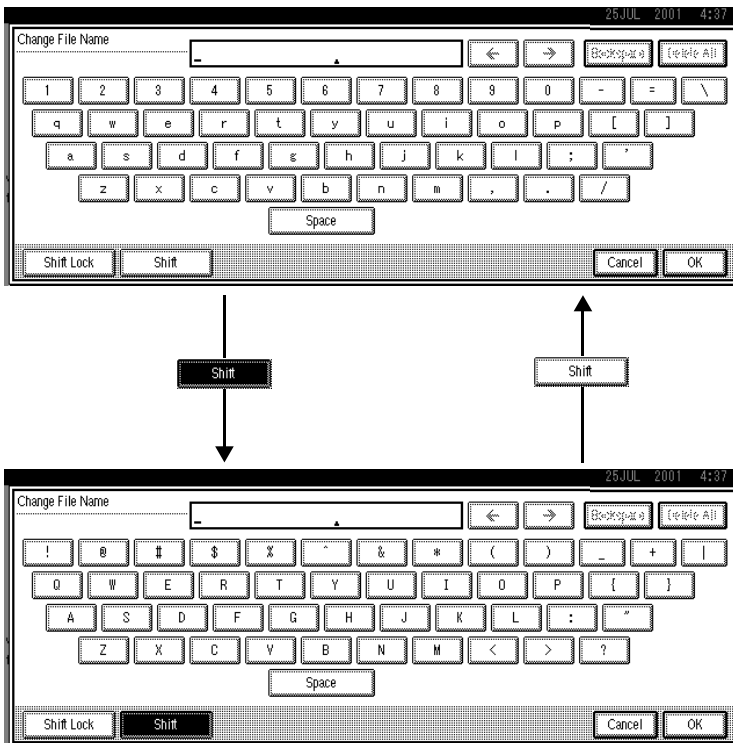 25JUL 2001 4:37
Change File Name
← → Backspace Delete All
1 2 3 4 5 6 7 8 9 0 - = \
q w e r t y u i o p [ ]
a s d f g h j k l ; '
z x c v b n m , . /
Space
Shift Lock Shift Cancel OK
Shift Shift
25JUL 2001 4:37
Change File Name
← → Backspace Delete All
! @ # $ % ^ & * ( ) _ + |
Q W E R T Y U I O P { }
A S D F G H J K L : "
Z X C V B N M < > ?
Space
Shift Lock Shift Cancel OK